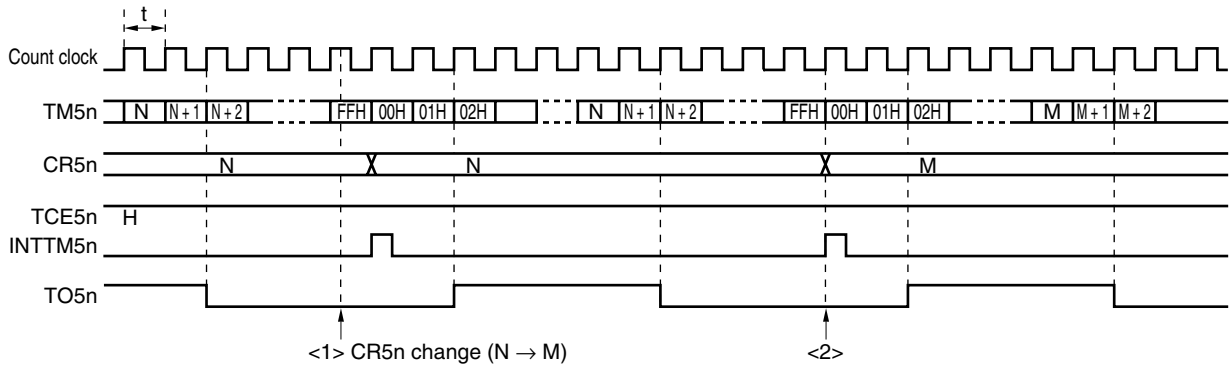 t
Count clock
TM5n N N + 1 N + 2 FFH 00H 01H 02H N N + 1 N + 2 FFH 00H 01H 02H M M + 1 M + 2
CR5n N N M
TCE5n H
INTTM5n
TO5n
<1> CR5n change (N → M) <2>